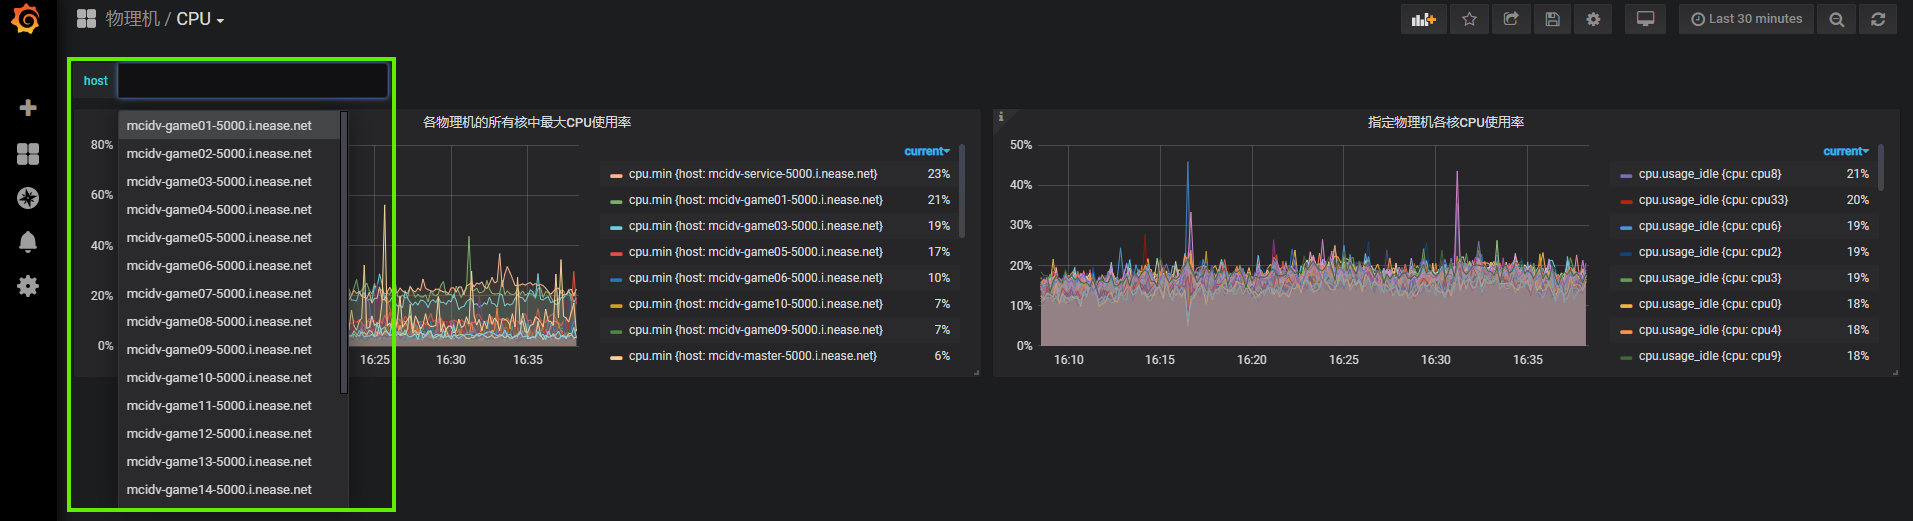 物理机 / CPU
Last 30 minutes
host
mcidv-game01-5000.i.nease.net
mcidv-game02-5000.i.nease.net
mcidv-game03-5000.i.nease.net
mcidv-game04-5000.i.nease.net
mcidv-game05-5000.i.nease.net
mcidv-game06-5000.i.nease.net
mcidv-game07-5000.i.nease.net
mcidv-game08-5000.i.nease.net
mcidv-game09-5000.i.nease.net
mcidv-game10-5000.i.nease.net
mcidv-game11-5000.i.nease.net
mcidv-game12-5000.i.nease.net
mcidv-game13-5000.i.nease.net
mcidv-game14-5000.i.nease.net
各物理机的所有核中最大CPU使用率
80%
60%
40%
20%
0%
16:25 16:30 16:35
current
cpu.min {host: mcidv-service-5000.i.nease.net} 23%
cpu.min {host: mcidv-game01-5000.i.nease.net} 21%
cpu.min {host: mcidv-game03-5000.i.nease.net} 19%
cpu.min {host: mcidv-game05-5000.i.nease.net} 17%
cpu.min {host: mcidv-game06-5000.i.nease.net} 10%
cpu.min {host: mcidv-game10-5000.i.nease.net} 7%
cpu.min {host: mcidv-game09-5000.i.nease.net} 7%
cpu.min {host: mcidv-master-5000.i.nease.net} 6%
i
指定物理机各核CPU使用率
50%
40%
30%
20%
10%
0%
16:10 16:15 16:20 16:25 16:30 16:35
current
cpu.usage_idle {cpu: cpu8} 21%
cpu.usage_idle {cpu: cpu33} 20%
cpu.usage_idle {cpu: cpu6} 19%
cpu.usage_idle {cpu: cpu2} 19%
cpu.usage_idle {cpu: cpu3} 19%
cpu.usage_idle {cpu: cpu0} 18%
cpu.usage_idle {cpu: cpu4} 18%
cpu.usage_idle {cpu: cpu9} 18%